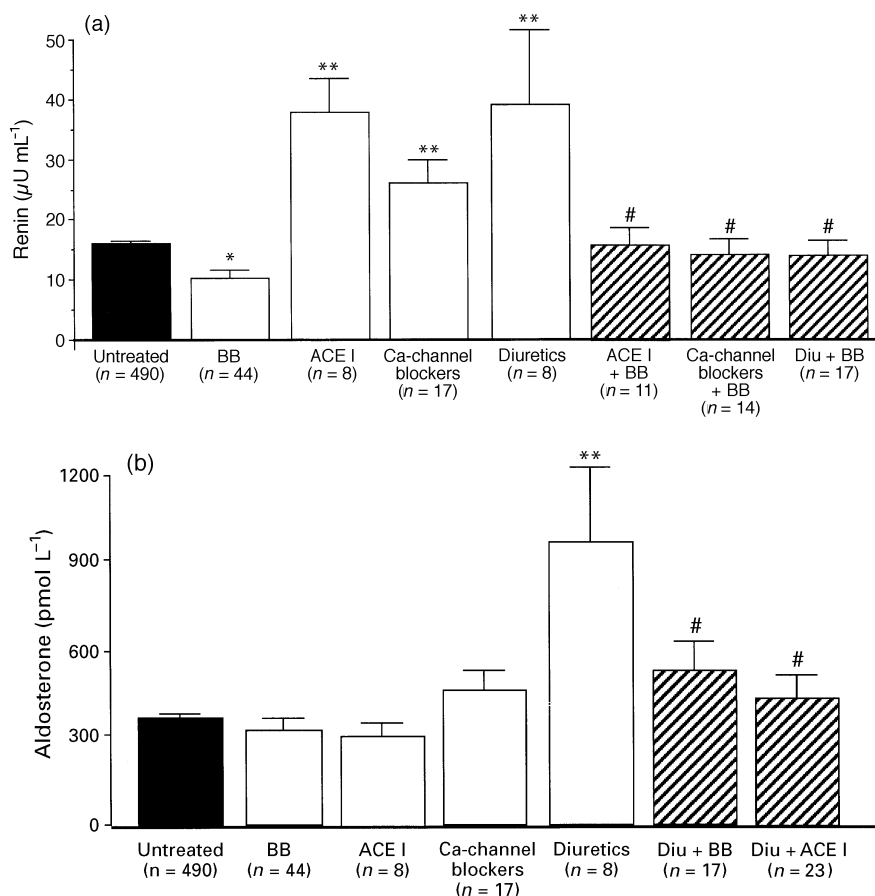 (a)
Renin (µU mL⁻¹)
50
40
30
20
10
0
**
**
**
*
#
#
#
Untreated
(n = 490)
BB
(n = 44)
ACE I
(n = 8)
Ca-channel
blockers
(n = 17)
Diuretics
(n = 8)
ACE I
+ BB
(n = 11)
Ca-channel
blockers
+ BB
(n = 14)
Diu + BB
(n = 17)
(b)
Aldosterone (pmol L⁻¹)
1200
900
600
300
0
**
#
#
Untreated
(n = 490)
BB
(n = 44)
ACE I
(n = 8)
Ca-channel
blockers
(n = 17)
Diuretics
(n = 8)
Diu + BB
(n = 17)
Diu + ACE I
(n = 23)